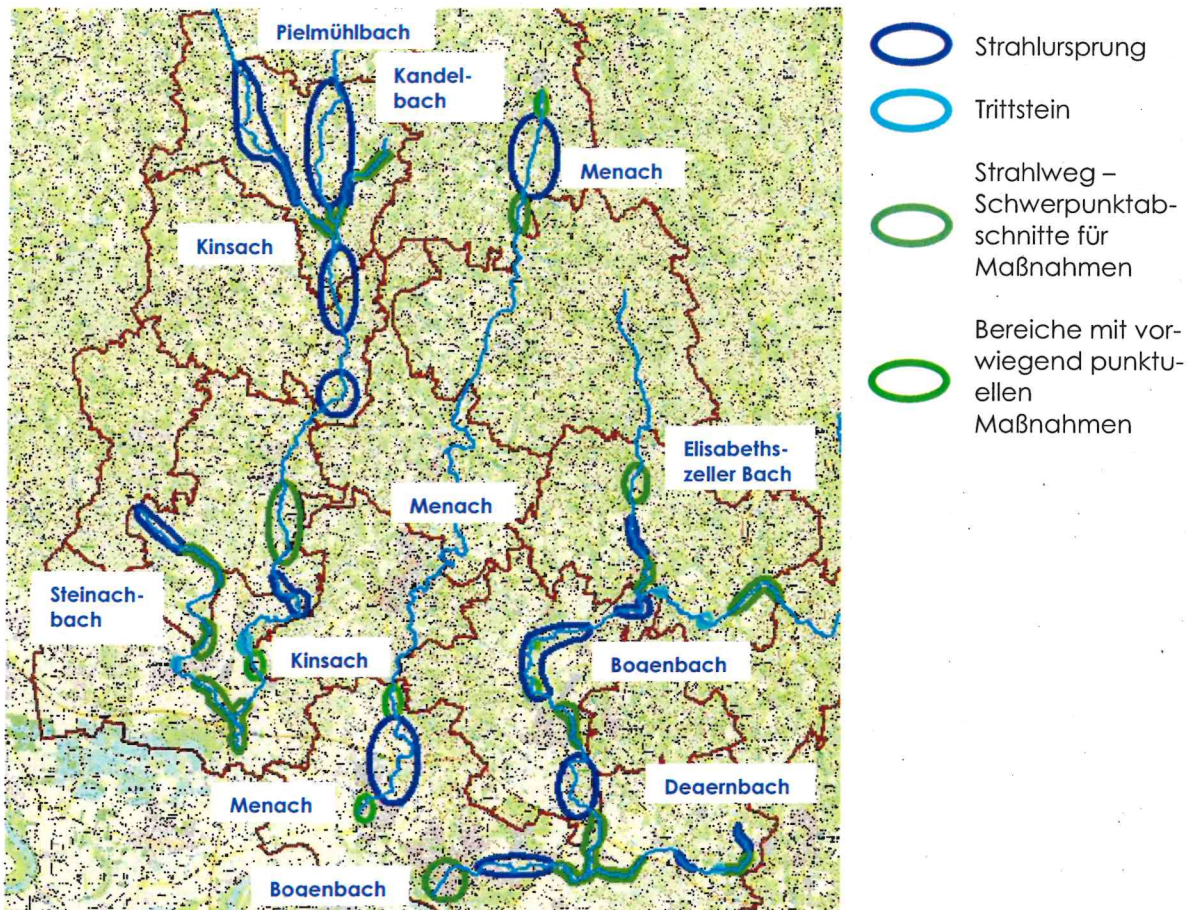 Pielmühlbach
Kandel-
bach
Menach
Kinsach
Elisabeths-
zeller Bach
Menach
Steinach-
bach
Kinsach
Bogenbach
Degernbach
Menach
Bogenbach
Strahlursprung
Trittstein
Strahlweg –
Schwerpunktab-
schnitte für
Maßnahmen
Bereiche mit vor-
wiegend punktu-
ellen
Maßnahmen